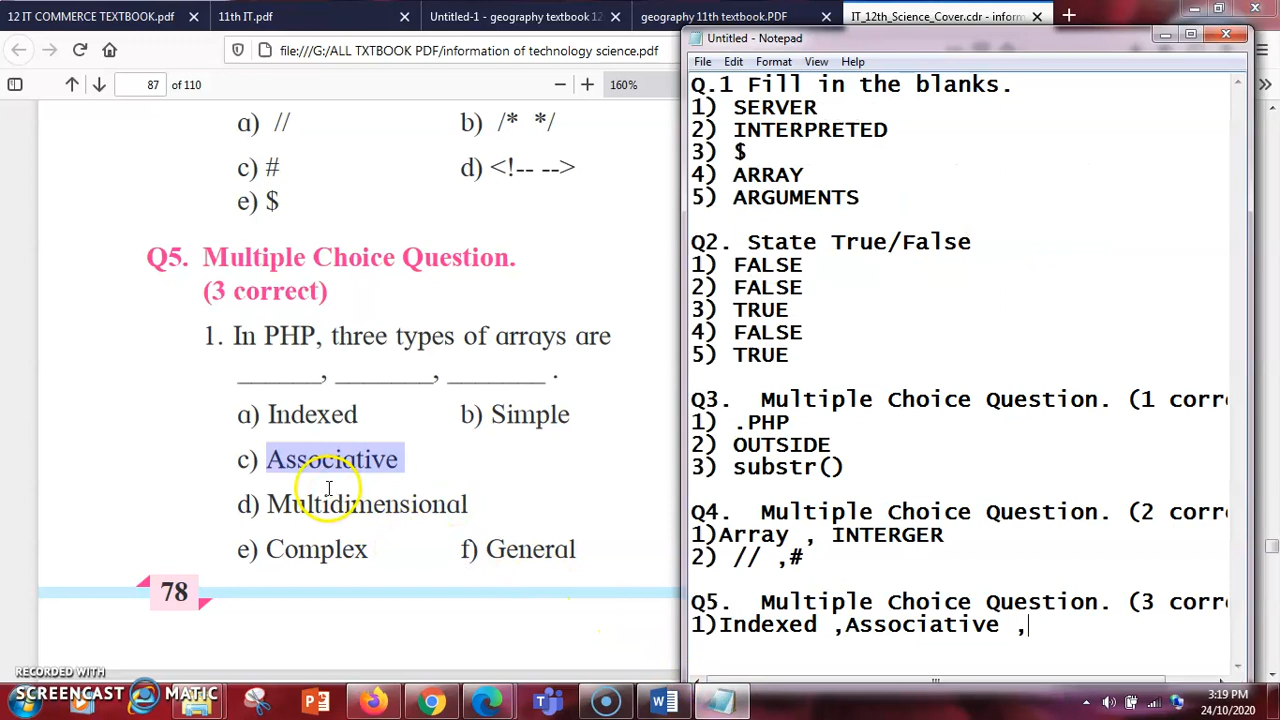 12 IT COMMERCE TEXTBOOK.pdf
11th IT.pdf
Untitled-1 - geography textbook 12
geography 11th textbook.PDF
IT_12th_Science_Cover.cdr - inform
file:///G:/ALL TXTBOOK PDF/information of technology science.pdf
87 of 110
160%
a) //
b) /* */
c) #
d) <!-- -->
e) $
Q5. Multiple Choice Question.
(3 correct)
1. In PHP, three types of arrays are
______, _______, _______ .
a) Indexed
b) Simple
c) Associative
d) Multidimensional
e) Complex
f) General
78
Untitled - Notepad
File Edit Format View Help
Q.1 Fill in the blanks.
1) SERVER
2) INTERPRETED
3) $
4) ARRAY
5) ARGUMENTS
Q2. State True/False
1) FALSE
2) FALSE
3) TRUE
4) FALSE
5) TRUE
Q3. Multiple Choice Question. (1 corre
1) .PHP
2) OUTSIDE
3) substr()
Q4. Multiple Choice Question. (2 corre
1)Array , INTERGER
2) // ,#
Q5. Multiple Choice Question. (3 corre
1)Indexed ,Associative ,
RECORDED WITH
SCREENCAST MATIC
3:19 PM
24/10/2020